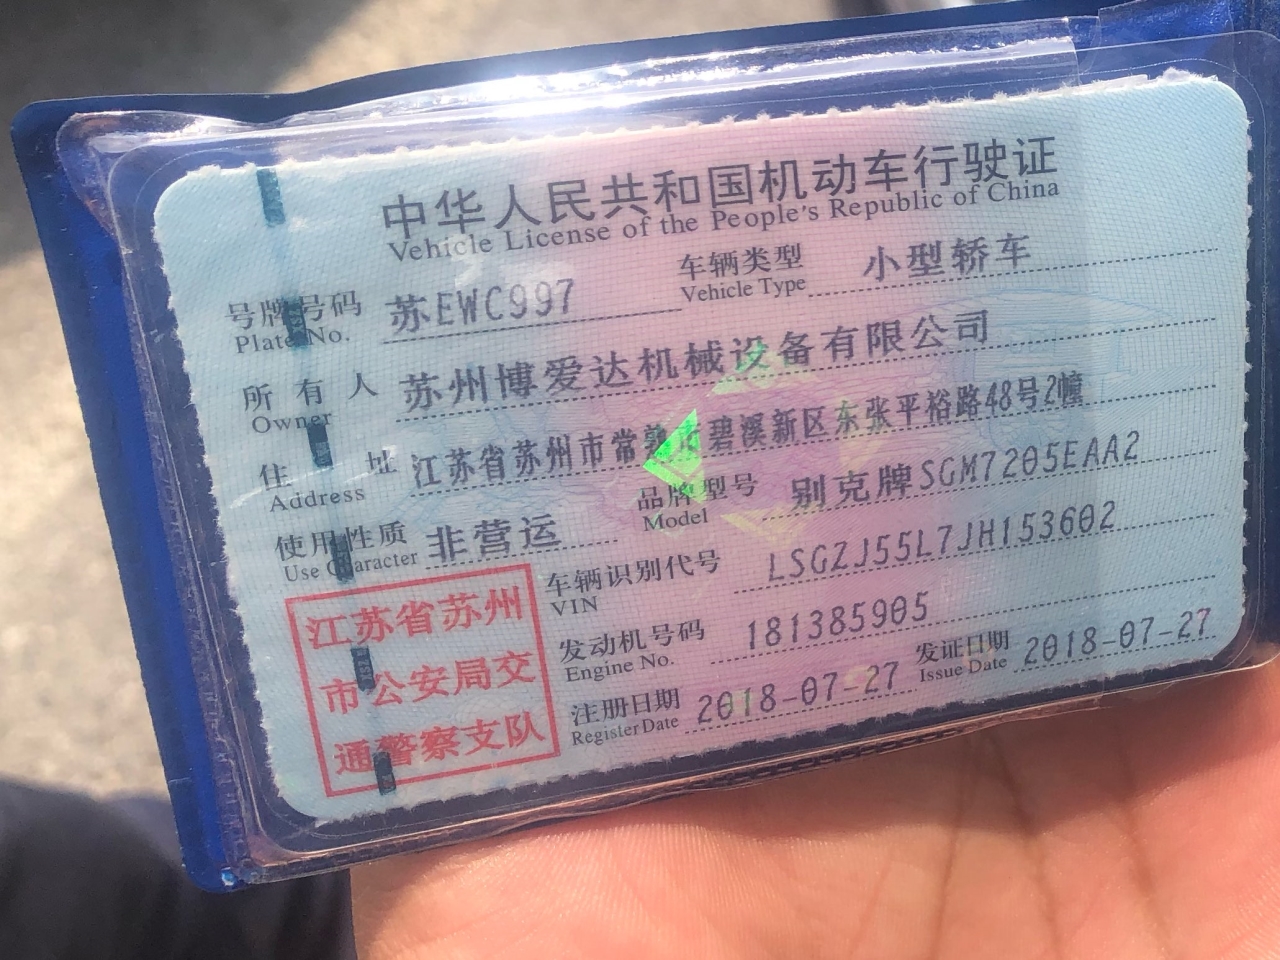 中华人民共和国机动车行驶证
Vehicle License of the People's Republic of China
号牌号码 苏EWC997 车辆类型 小型轿车
Plate No. Vehicle Type
所有人 苏州博爱达机械设备有限公司
Owner
住址 江苏省苏州市常熟市碧溪新区东张平裕路48号2幢
Address
使用性质 非营运 品牌型号 别克牌SGM7205EAA2
Use Character Model
车辆识别代号 LSGZJ55L7JH153602
VIN
发动机号码 181385905
Engine No.
注册日期 2018-07-27 发证日期 2018-07-27
Register Date Issue Date
江苏省苏州
市公安局交
通警察支队